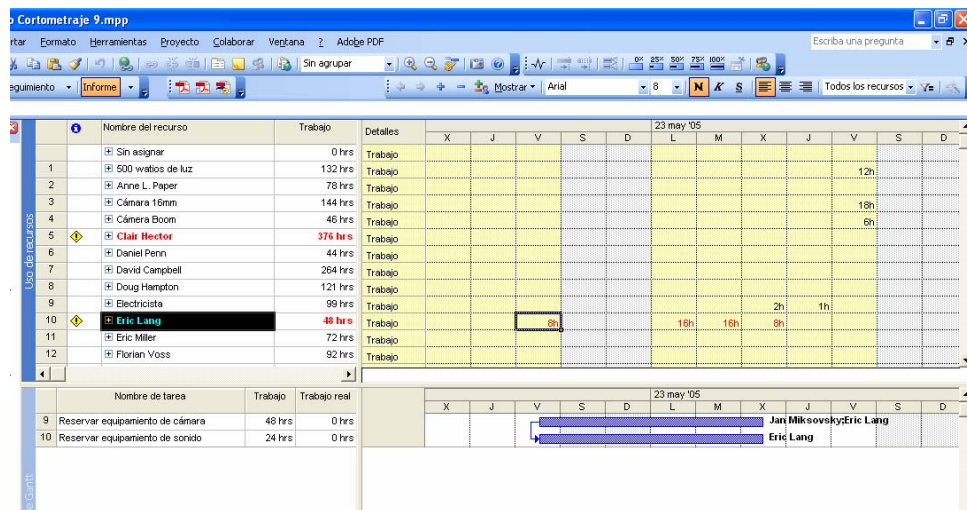 o Cortometraje 9.mpp
rtar Formato Herramientas Proyecto Colaborar Ventana ? Adobe PDF Escriba una pregunta
Sin agrupar 0% 25% 50% 75% 100%
eguimiento Informe Mostrar Arial 8 N K S Todos los recursos
Nombre del recurso Trabajo Detalles 23 may '05
X J V S D L M X J V S D
Sin asignar 0 hrs Trabajo
1 500 watios de luz 132 hrs Trabajo 12h
2 Anne L. Paper 78 hrs Trabajo
3 Cámara 16mm 144 hrs Trabajo 18h
4 Cámera Boom 46 hrs Trabajo 6h
5 Clair Hector 376 hrs Trabajo
6 Daniel Penn 44 hrs Trabajo
7 David Campbell 264 hrs Trabajo
8 Doug Hampton 121 hrs Trabajo
9 Electricista 99 hrs Trabajo 2h 1h
10 Eric Lang 48 hrs Trabajo 8h 16h 16h 8h
11 Eric Miller 72 hrs Trabajo
12 Florian Voss 92 hrs Trabajo
Uso de recursos
Nombre de tarea Trabajo Trabajo real 23 may '05
X J V S D L M X J V S D
9 Reservar equipamiento de cámara 48 hrs 0 hrs Jan Miksovsky;Eric Lang
10 Reservar equipamiento de sonido 24 hrs 0 hrs Eric Lang
Gantt